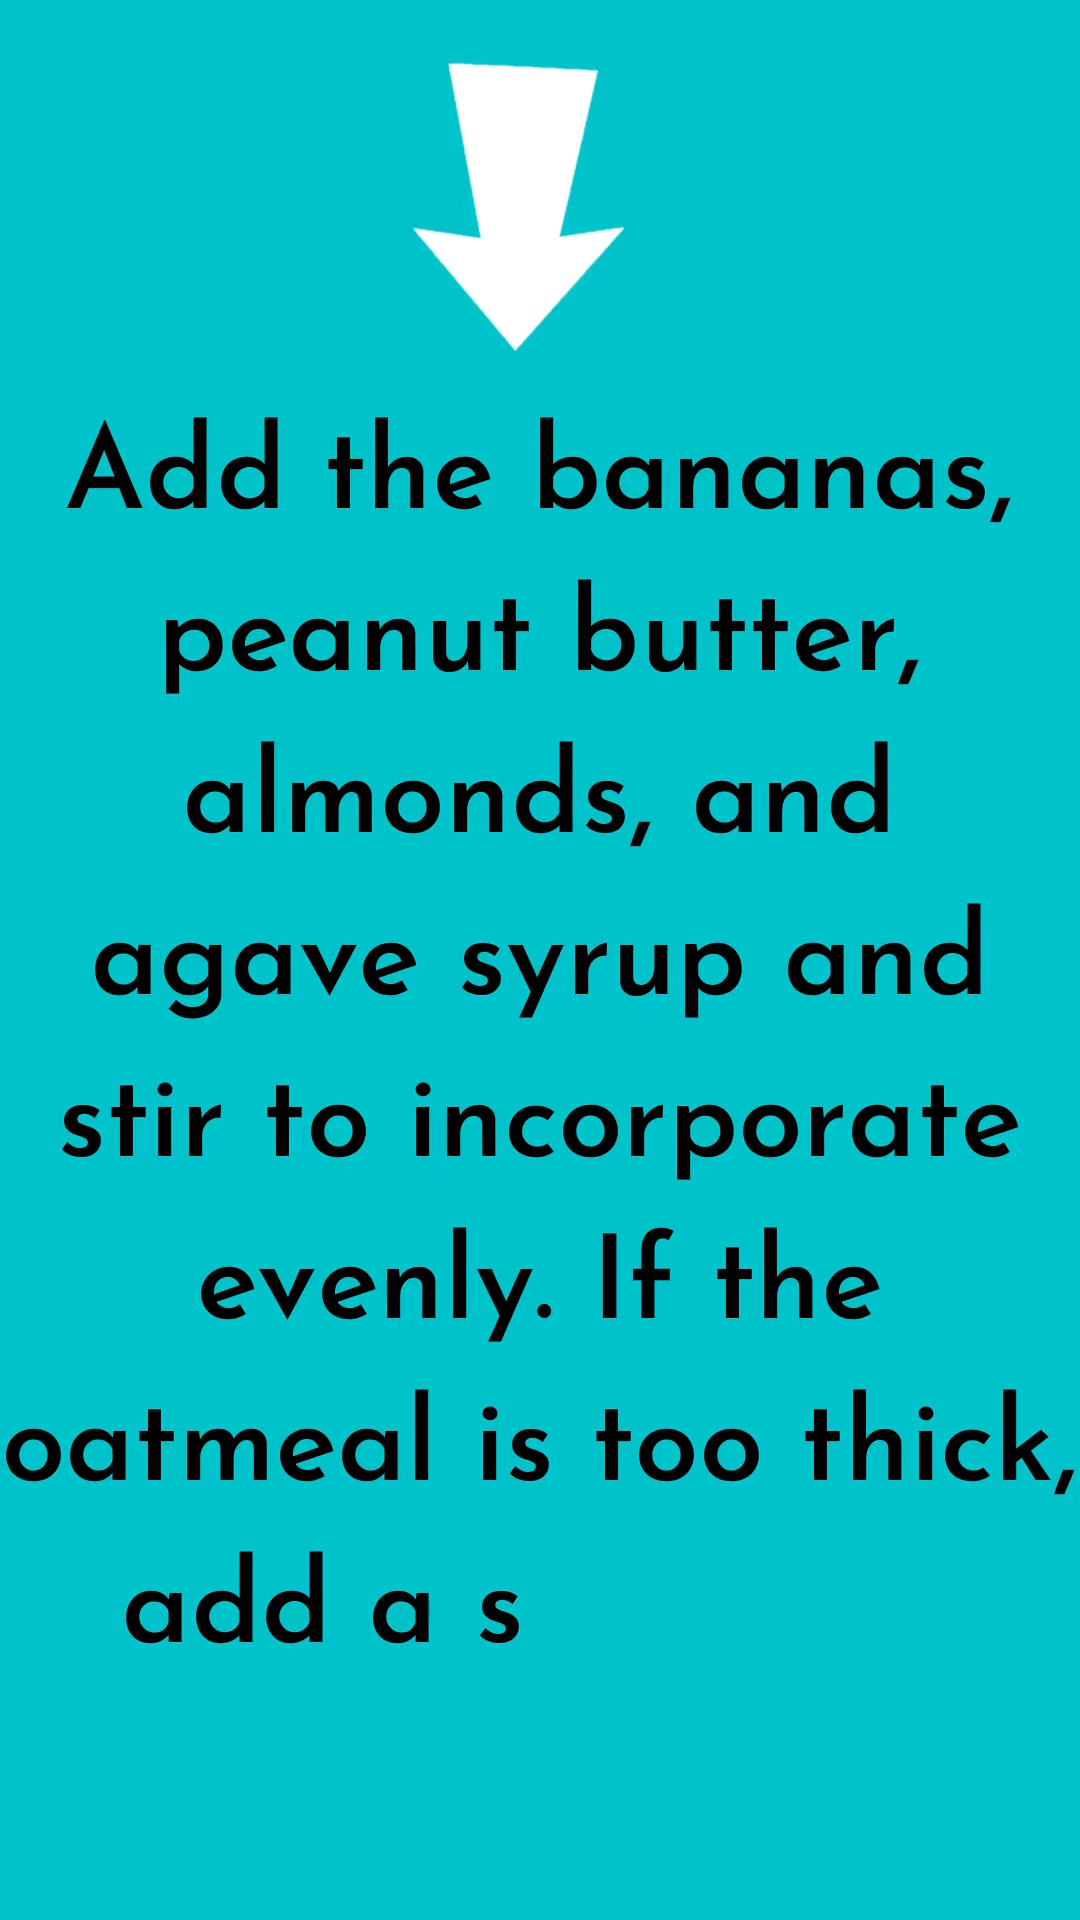 Add the bananas,
peanut butter,
almonds, and
agave syrup and
stir to incorporate
evenly. If the
oatmeal is too thick,
add a s